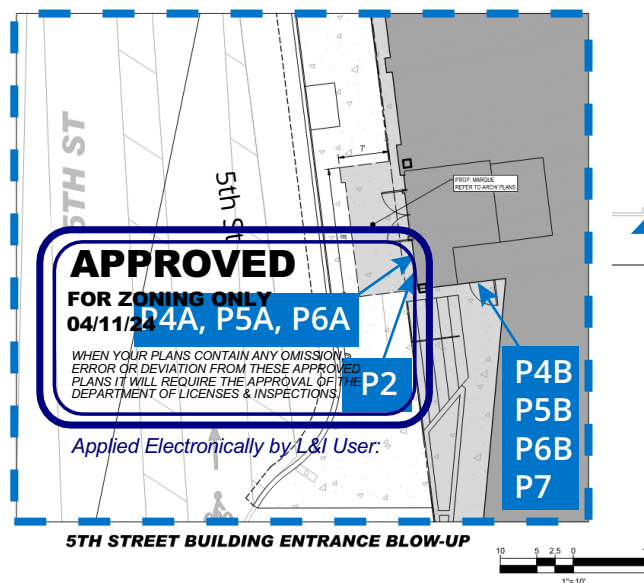 5TH ST
5th St
7'
8'
PROP. MARQUE
REFER TO ARCH/ PLANS
APPROVED
FOR ZONING ONLY
04/11/24
P4A, P5A, P6A
WHEN YOUR PLANS CONTAIN ANY OMISSION,
ERROR OR DEVIATION FROM THESE APPROVED
PLANS IT WILL REQUIRE THE APPROVAL OF THE
DEPARTMENT OF LICENSES & INSPECTIONS.
P2
P4B
P5B
P6B
P7
Applied Electronically by L&I User:
5TH STREET BUILDING ENTRANCE BLOW-UP
10 5 2.5 0
1"= 10'